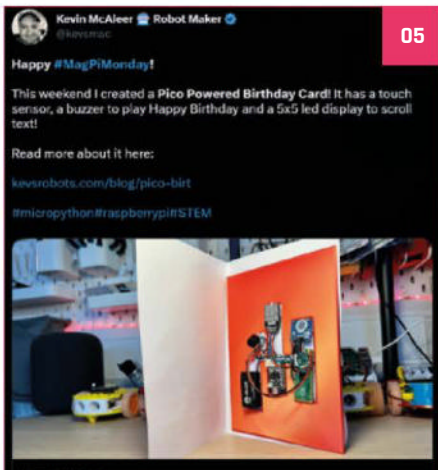 Kevin McAleer Robot Maker
@kevsmac
05
Happy #MagPiMonday!
This weekend I created a Pico Powered Birthday Card! It has a touch
sensor, a buzzer to play Happy Birthday and a 5x5 led display to scroll
text!
Read more about it here:
kevsrobots.com/blog/pico-birt
#micropython#raspberrypi#STEM